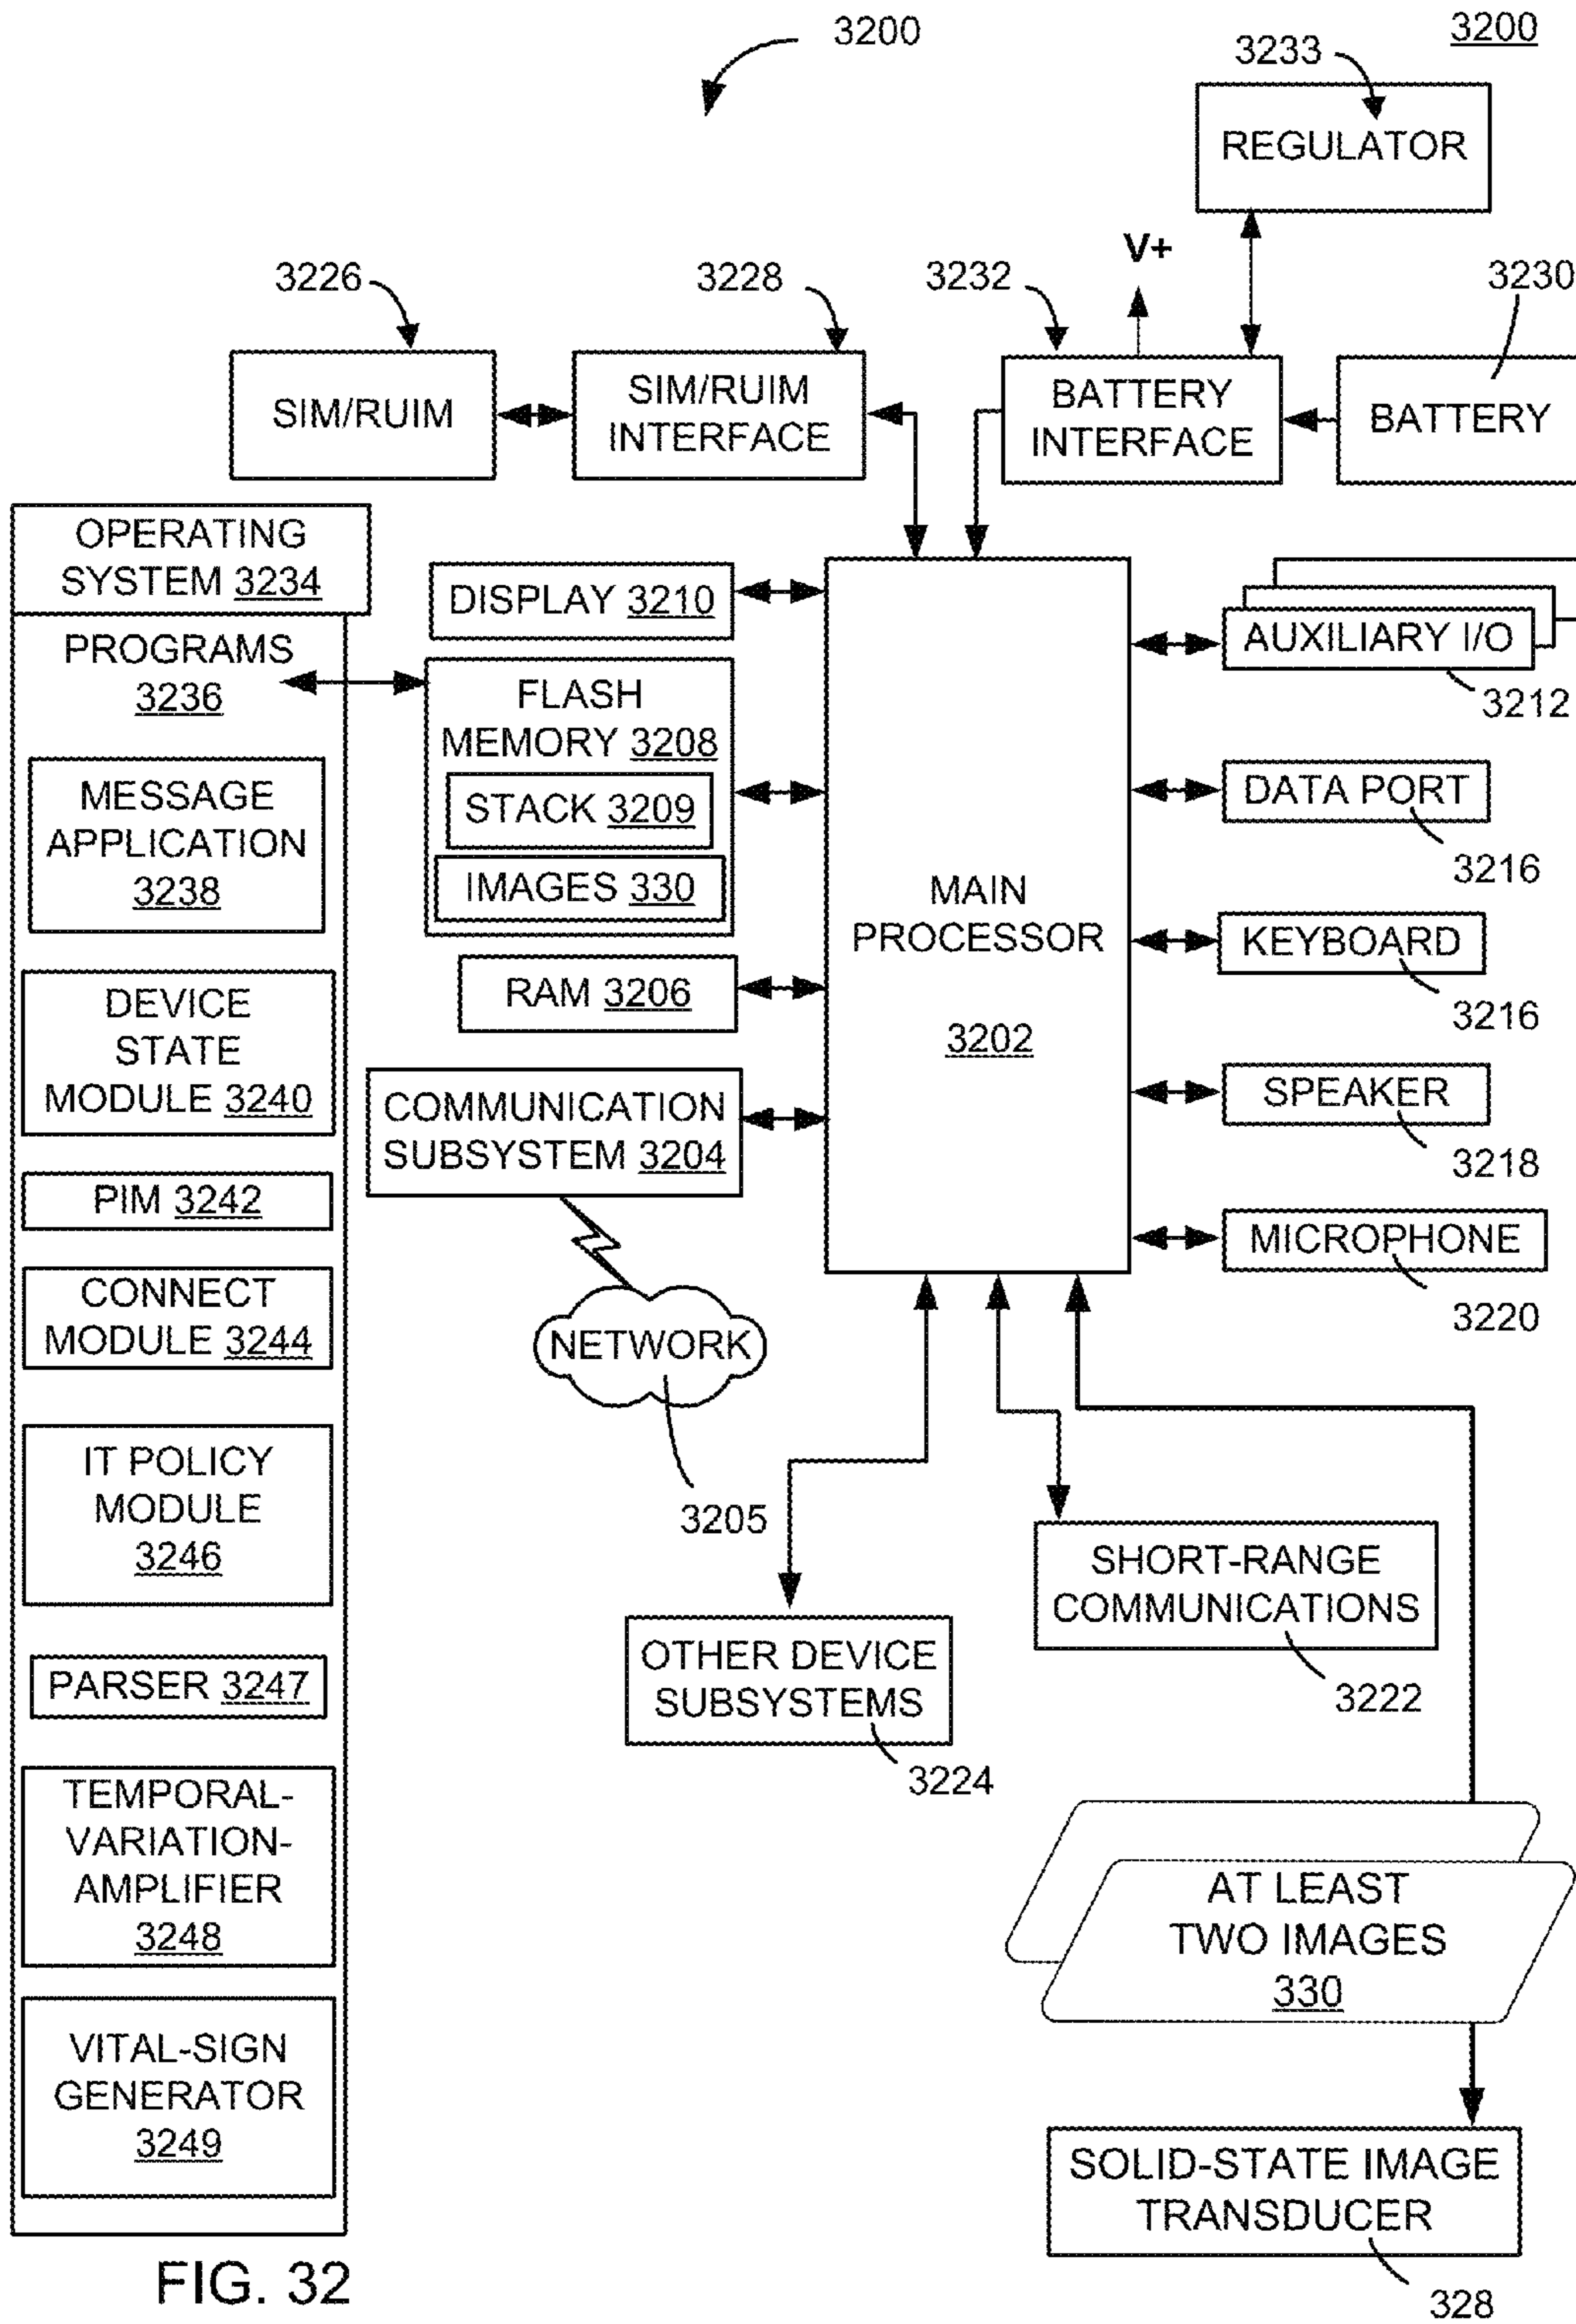 3200
3200
3233
REGULATOR
V+
3226
3228
3232
3230
SIM/RUIM
SIM/RUIM
INTERFACE
BATTERY
INTERFACE
BATTERY
OPERATING
SYSTEM 3234
PROGRAMS
3236
MESSAGE
APPLICATION
3238
DEVICE
STATE
MODULE 3240
PIM 3242
CONNECT
MODULE 3244
IT POLICY
MODULE
3246
PARSER 3247
TEMPORAL-
VARIATION-
AMPLIFIER
3248
VITAL-SIGN
GENERATOR
3249
DISPLAY 3210
FLASH
MEMORY 3208
STACK 3209
IMAGES 330
RAM 3206
COMMUNICATION
SUBSYSTEM 3204
NETWORK
3205
MAIN
PROCESSOR
3202
AUXILIARY I/O
3212
DATA PORT
3216
KEYBOARD
3216
SPEAKER
3218
MICROPHONE
3220
OTHER DEVICE
SUBSYSTEMS
3224
SHORT-RANGE
COMMUNICATIONS
3222
AT LEAST
TWO IMAGES
330
SOLID-STATE IMAGE
TRANSDUCER
328
FIG. 32